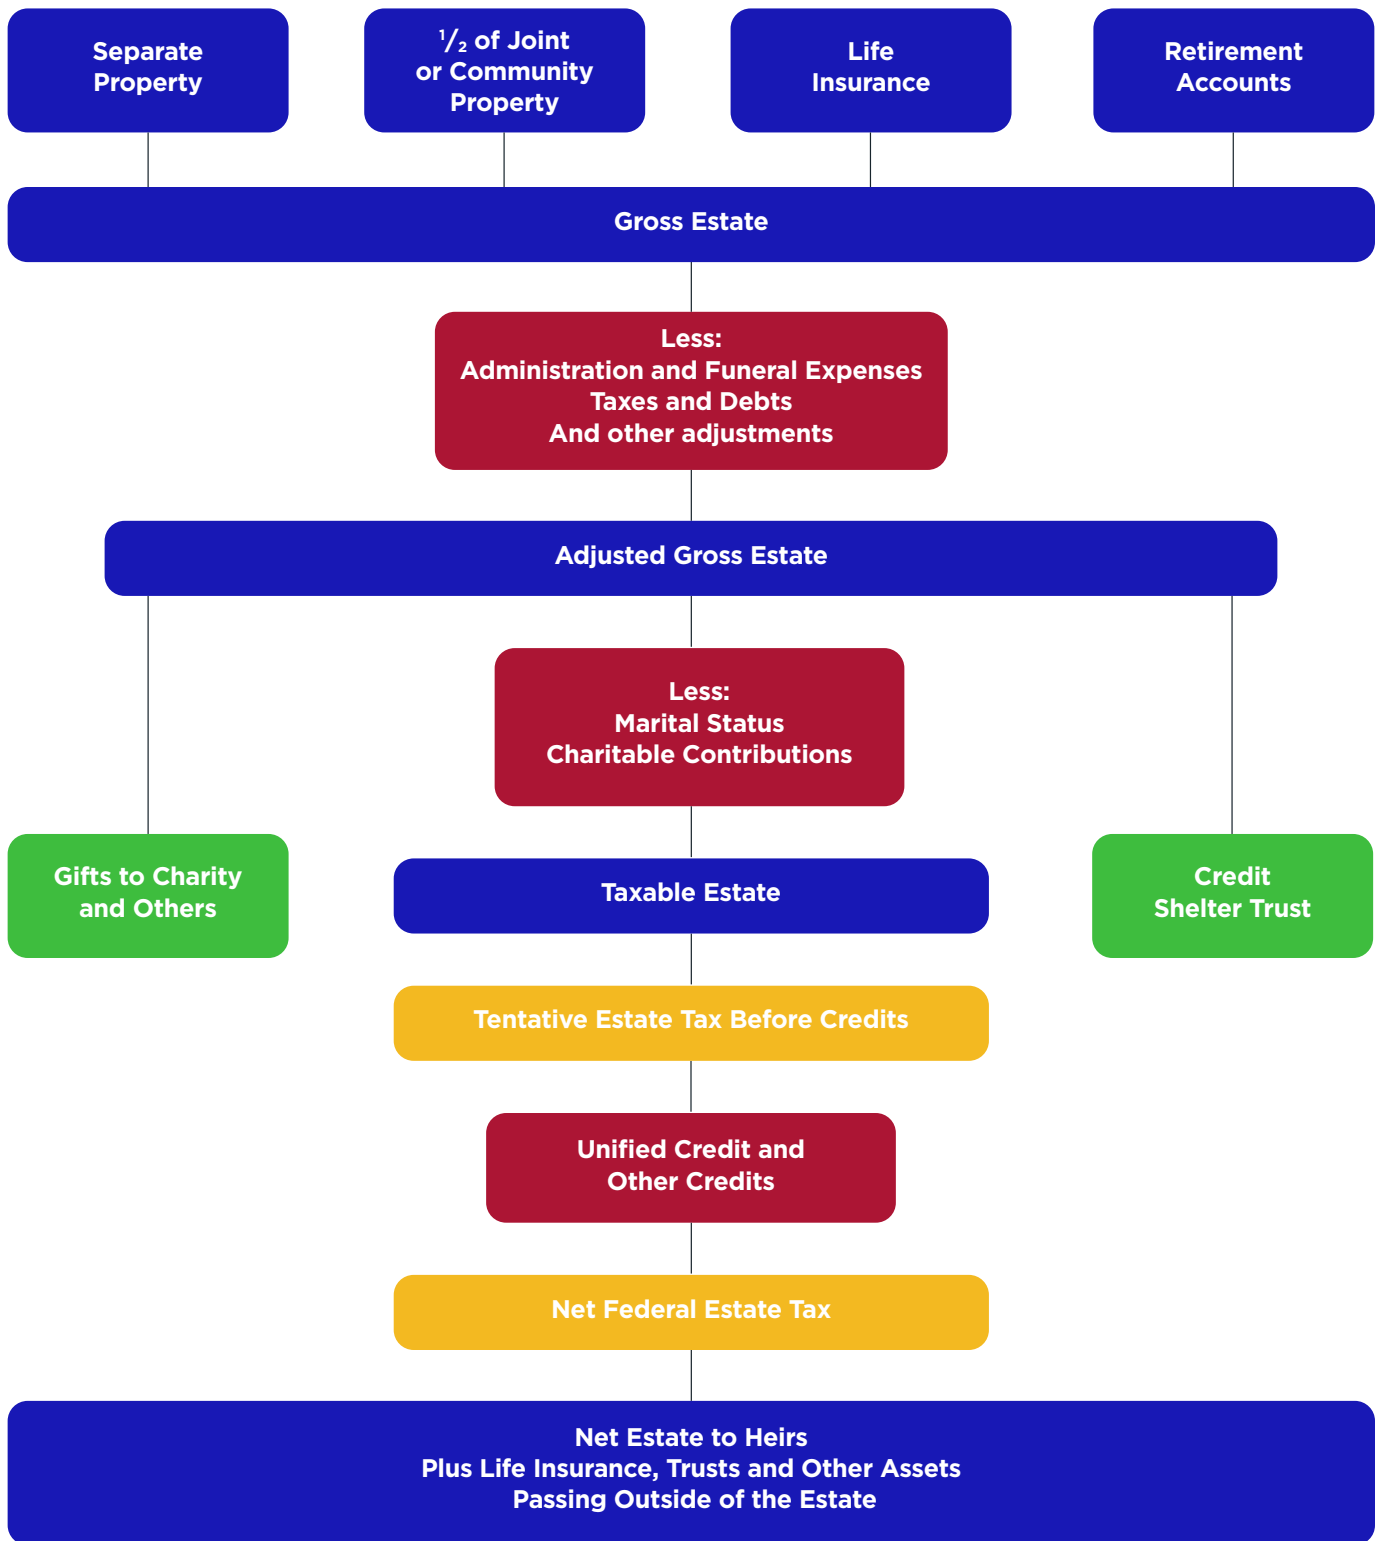 Separate
Property
1/2 of Joint
or Community
Property
Life
Insurance
Retirement
Accounts
Gross Estate
Less:
Administration and Funeral Expenses
Taxes and Debts
And other adjustments
Adjusted Gross Estate
Less:
Marital Status
Charitable Contributions
Gifts to Charity
and Others
Taxable Estate
Credit
Shelter Trust
Tentative Estate Tax Before Credits
Unified Credit and
Other Credits
Net Federal Estate Tax
Net Estate to Heirs
Plus Life Insurance, Trusts and Other Assets
Passing Outside of the Estate